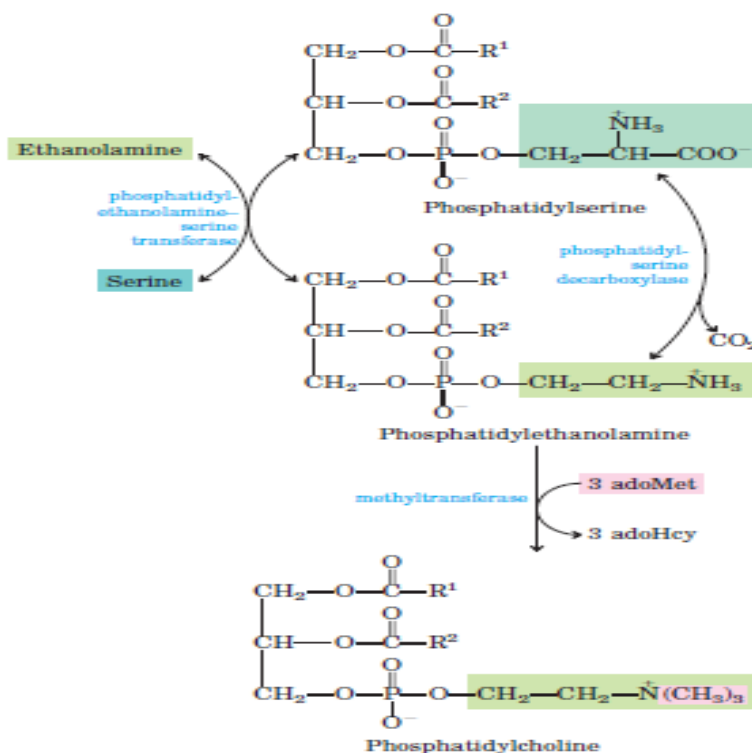 O
CH₂—O—C—R¹
O
CH—O—C—R²
O
⁺NH₃
CH₂—O—P—O—CH₂—CH—COO⁻
O⁻
Phosphatidylserine
Ethanolamine
phosphatidyl-
ethanolamine–
serine
transferase
Serine
phosphatidyl-
serine
decarboxylase
CO₂
O
CH₂—O—C—R¹
O
CH—O—C—R²
O
CH₂—O—P—O—CH₂—CH₂—⁺NH₃
O⁻
Phosphatidylethanolamine
methyltransferase
3 adoMet
3 adoHcy
O
CH₂—O—C—R¹
O
CH—O—C—R²
O
CH₂—O—P—O—CH₂—CH₂—⁺N(CH₃)₃
O⁻
Phosphatidylcholine